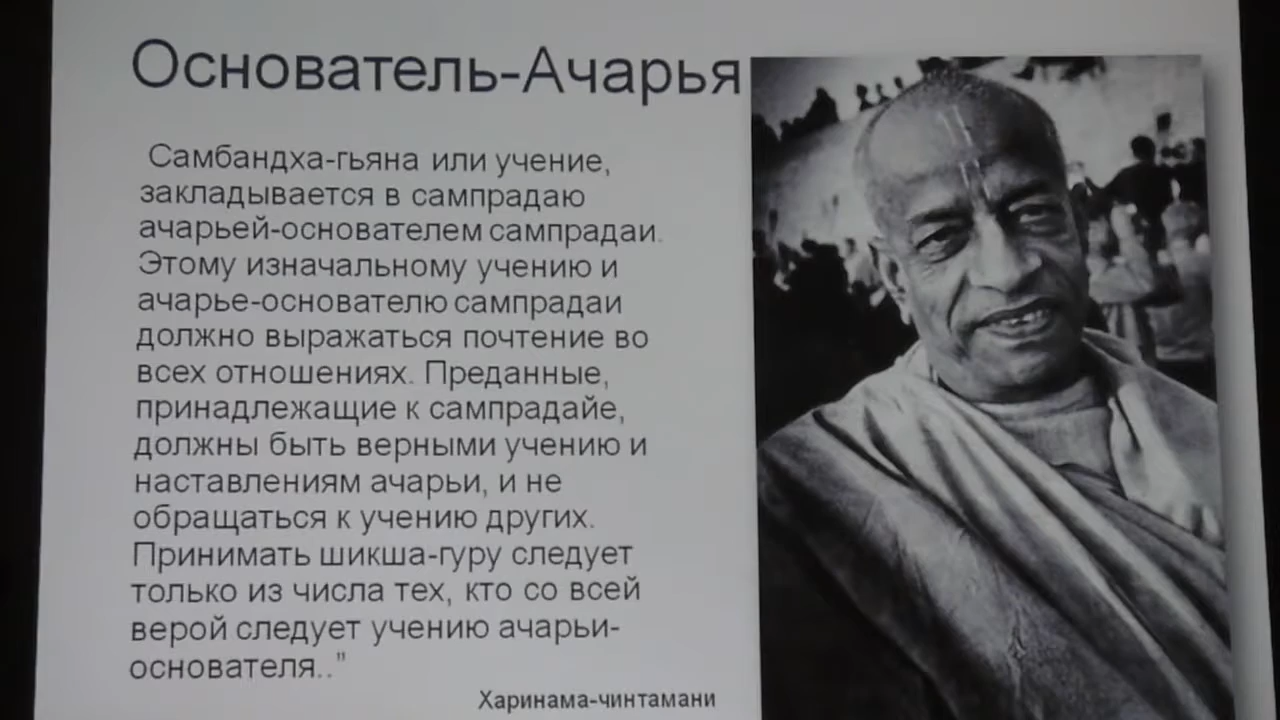 Основатель-Ачарья
Самбандха-гьяна или учение,
закладывается в сампрадаю
ачарьей-основателем сампрадаи.
Этому изначальному учению и
ачарье-основателю сампрадаи
должно выражаться почтение во
всех отношениях. Преданные,
принадлежащие к сампрадайе,
должны быть верными учению и
наставлениям ачарьи, и не
обращаться к учению других.
Принимать шикша-гуру следует
только из числа тех, кто со всей
верой следует учению ачарьи-
основателя.."
Харинама-чинтамани